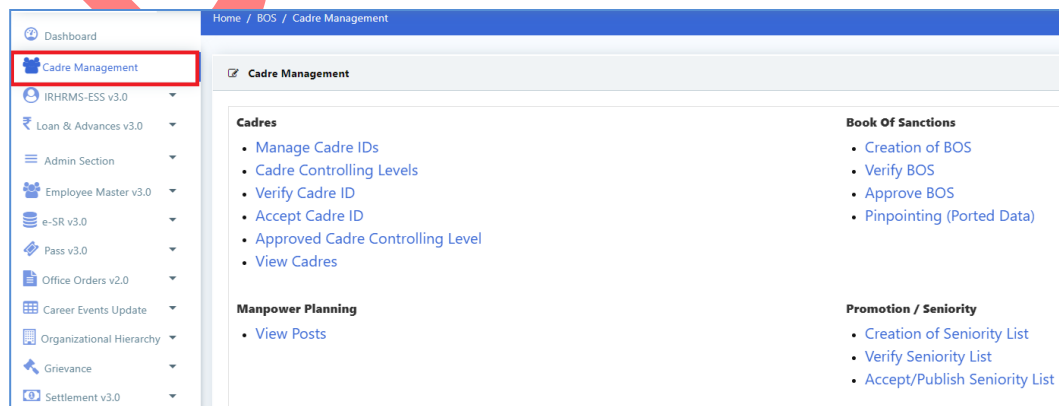 Home / BOS / Cadre Management
Dashboard
Cadre Management
IRHRMS-ESS v3.0
Loan & Advances v3.0
Admin Section
Employee Master v3.0
e-SR v3.0
Pass v3.0
Office Orders v2.0
Career Events Update
Organizational Hierarchy
Grievance
Settlement v3.0
Cadre Management
Cadres
• Manage Cadre IDs
• Cadre Controlling Levels
• Verify Cadre ID
• Accept Cadre ID
• Approved Cadre Controlling Level
• View Cadres
Book Of Sanctions
• Creation of BOS
• Verify BOS
• Approve BOS
• Pinpointing (Ported Data)
Manpower Planning
• View Posts
Promotion / Seniority
• Creation of Seniority List
• Verify Seniority List
• Accept/Publish Seniority List